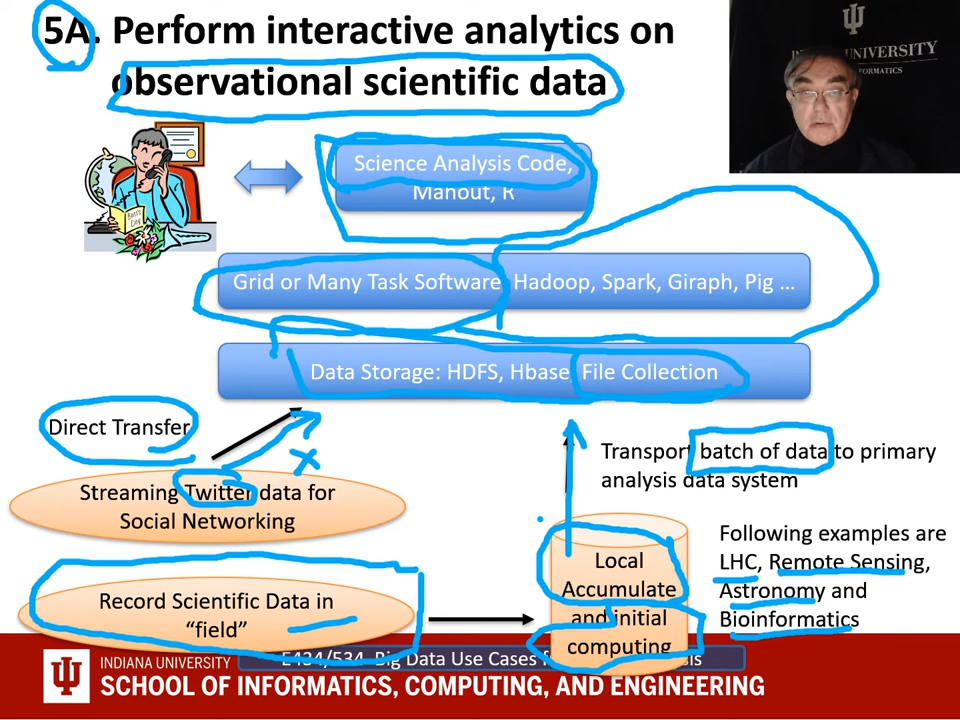 5A. Perform interactive analytics on
observational scientific data
INDIANA UNIVERSITY
INFORMATICS
Science Analysis Code,
Mahout, R
Grid or Many Task Software, Hadoop, Spark, Giraph, Pig ...
Data Storage: HDFS, Hbase, File Collection
Direct Transfer
Streaming Twitter data for
Social Networking
Transport batch of data to primary
analysis data system
Record Scientific Data in
“field”
Local
Accumulate
and initial
computing
Following examples are
LHC, Remote Sensing,
Astronomy and
Bioinformatics
E434/534 Big Data Use Cases
INDIANA UNIVERSITY
SCHOOL OF INFORMATICS, COMPUTING, AND ENGINEERING